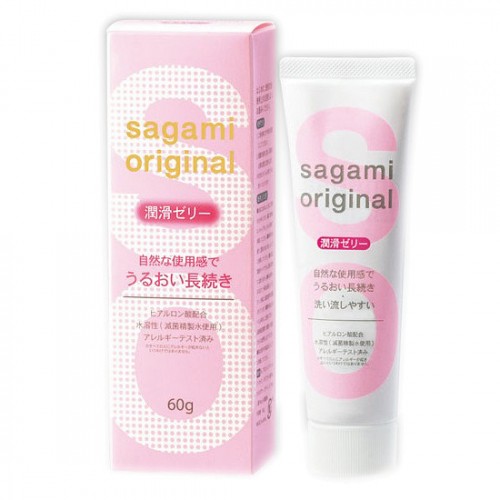 sagami
original
潤滑ゼリー
自然な使用感で
うるおい長続き
ヒアルロン酸配合
水溶性(滅菌精製水使用)
アレルギーテスト済み
60g
sagami
original
潤滑ゼリー
自然な使用感で
うるおい長続き
洗い流しやすい
ヒアルロン酸配合
水溶性(滅菌精製水使用)
アレルギーテスト済み